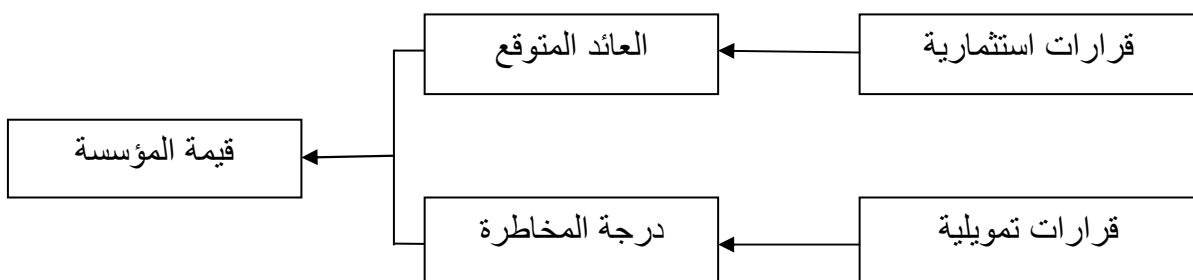 قرارات استثمارية
العائد المتوقع
قيمة المؤسسة
قرارات تمويلية
درجة المخاطرة